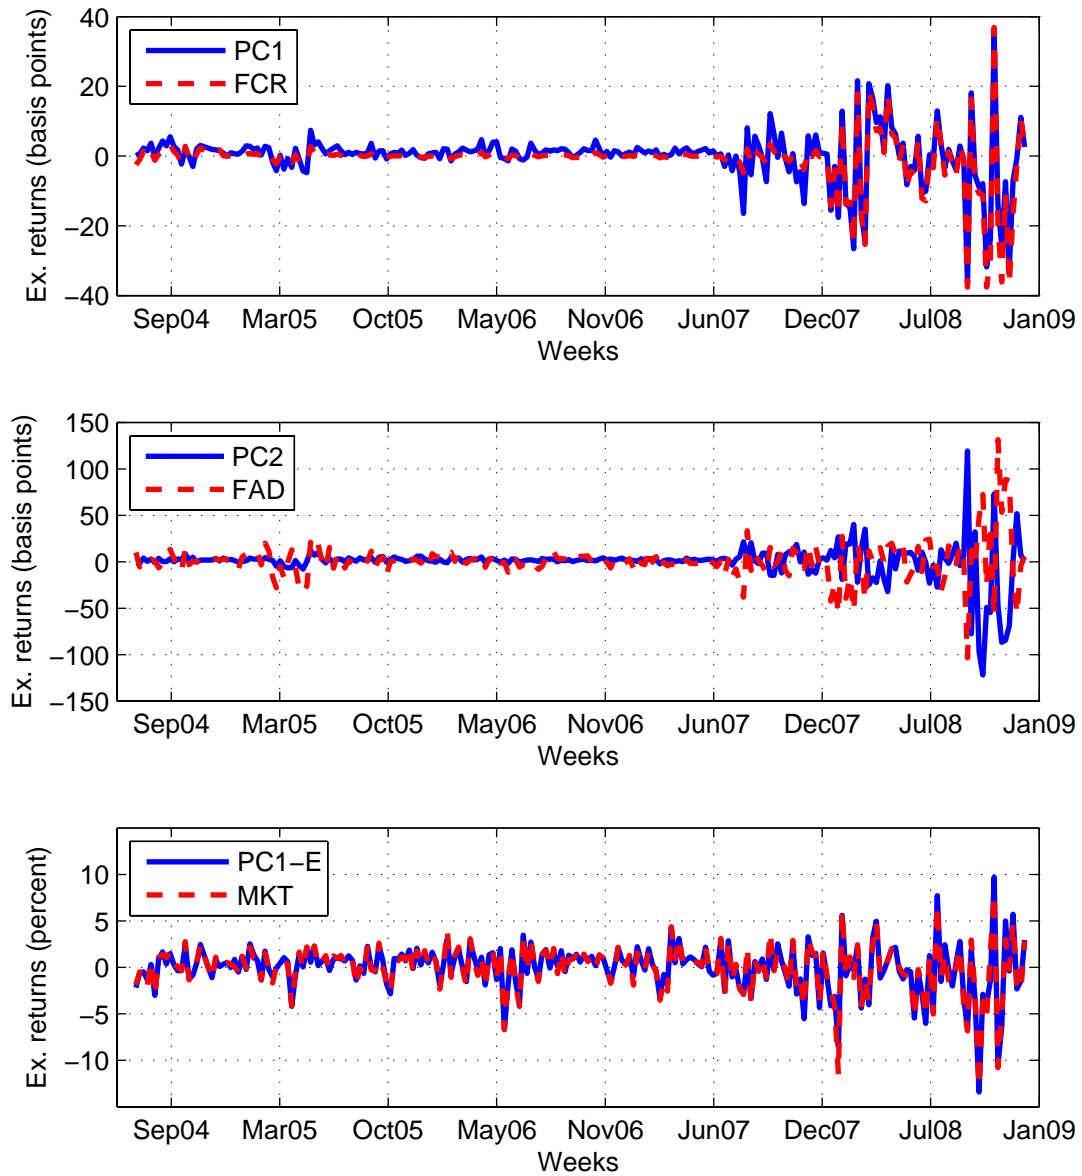 40
20
0
−20
−40
Ex. returns (basis points)
PC1
FCR
Sep04 Mar05 Oct05 May06 Nov06 Jun07 Dec07 Jul08 Jan09
Weeks
150
100
50
0
−50
−100
−150
Ex. returns (basis points)
PC2
FAD
Sep04 Mar05 Oct05 May06 Nov06 Jun07 Dec07 Jul08 Jan09
Weeks
10
5
0
−5
−10
Ex. returns (percent)
PC1−E
MKT
Sep04 Mar05 Oct05 May06 Nov06 Jun07 Dec07 Jul08 Jan09
Weeks